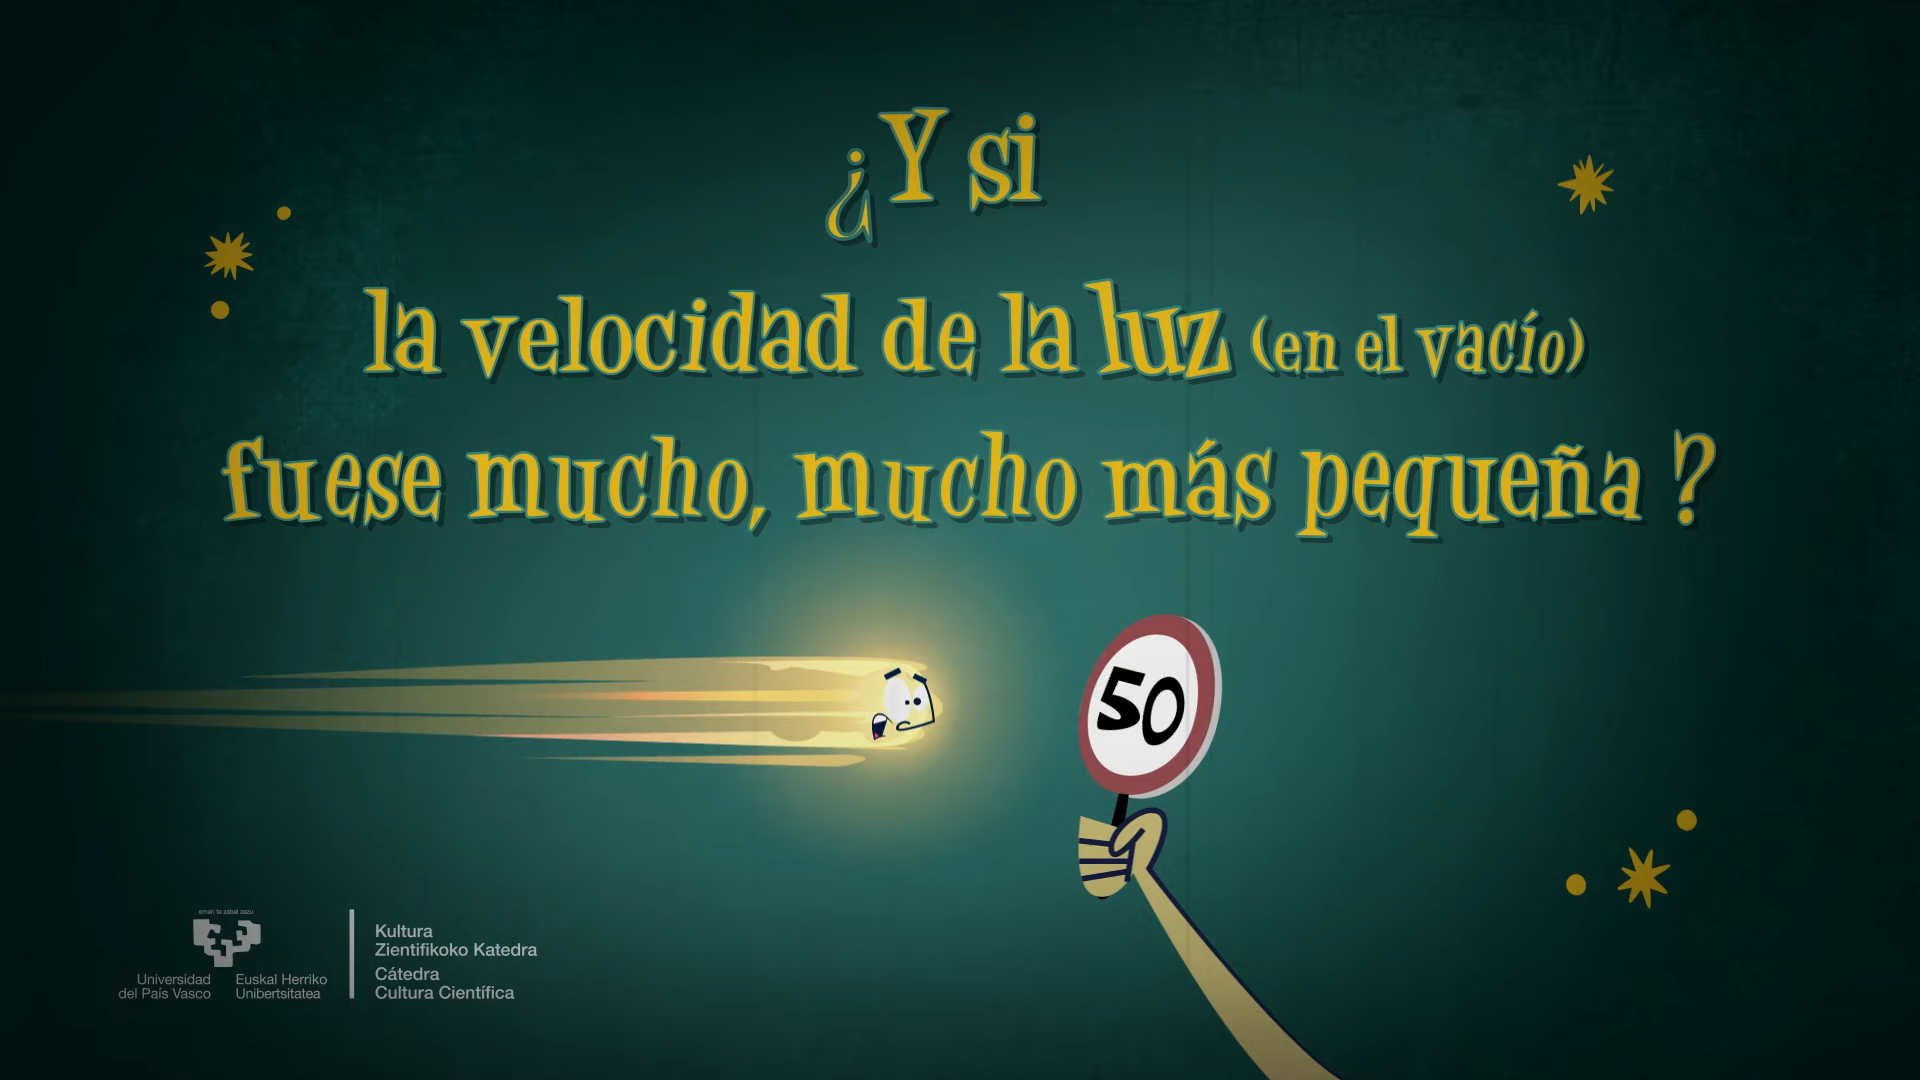 ¿Y si
la velocidad de la luz (en el vacío)
fuese mucho, mucho más pequeña ?
50
eman ta zabal zazu
Universidad
del País Vasco
Euskal Herriko
Unibertsitatea
Kultura
Zientifikoko Katedra
Cátedra
Cultura Científica